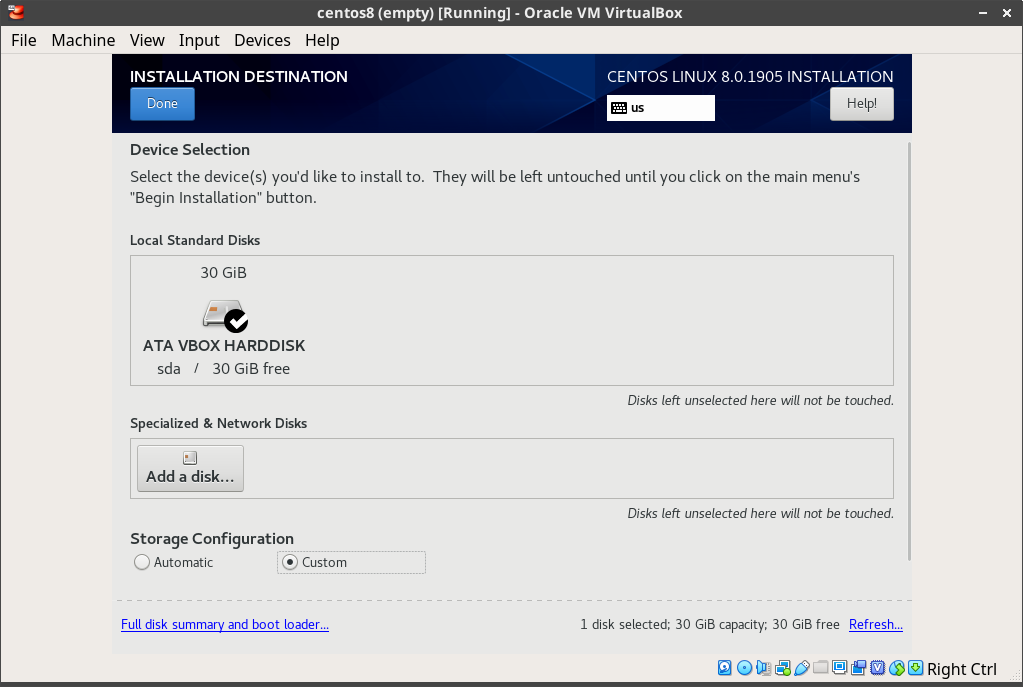 centos8 (empty) [Running] - Oracle VM VirtualBox
File Machine View Input Devices Help
INSTALLATION DESTINATION
CENTOS LINUX 8.0.1905 INSTALLATION
Done
us
Help!
Device Selection
Select the device(s) you'd like to install to.  They will be left untouched until you click on the main menu's
"Begin Installation" button.
Local Standard Disks
30 GiB
ATA VBOX HARDDISK
sda / 30 GiB free
Disks left unselected here will not be touched.
Specialized & Network Disks
Add a disk...
Disks left unselected here will not be touched.
Storage Configuration
Automatic
Custom
Full disk summary and boot loader...
1 disk selected; 30 GiB capacity; 30 GiB free
Refresh...
Right Ctrl